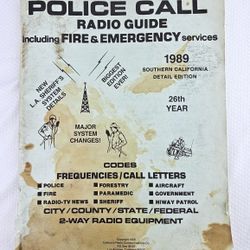 POLICE CALL
RADIO GUIDE
including FIRE & EMERGENCY services
1989
SOUTHERN CALIFORNIA
DETAIL EDITION
26th
YEAR
NEW
L.A. SHERIFF'S
SYSTEM
DETAILS
BIGGEST
EDITION
EVER!
MAJOR
SYSTEM
CHANGES!
CODES
FREQUENCIES/CALL LETTERS
POLICE
FORESTRY
AIRCRAFT
FIRE
PARAMEDIC
GOVERNMENT
RADIO-TV NEWS
SHERIFF
HIWAY PATROL
CITY/COUNTY/STATE/FEDERAL
2-WAY RADIO EQUIPMENT